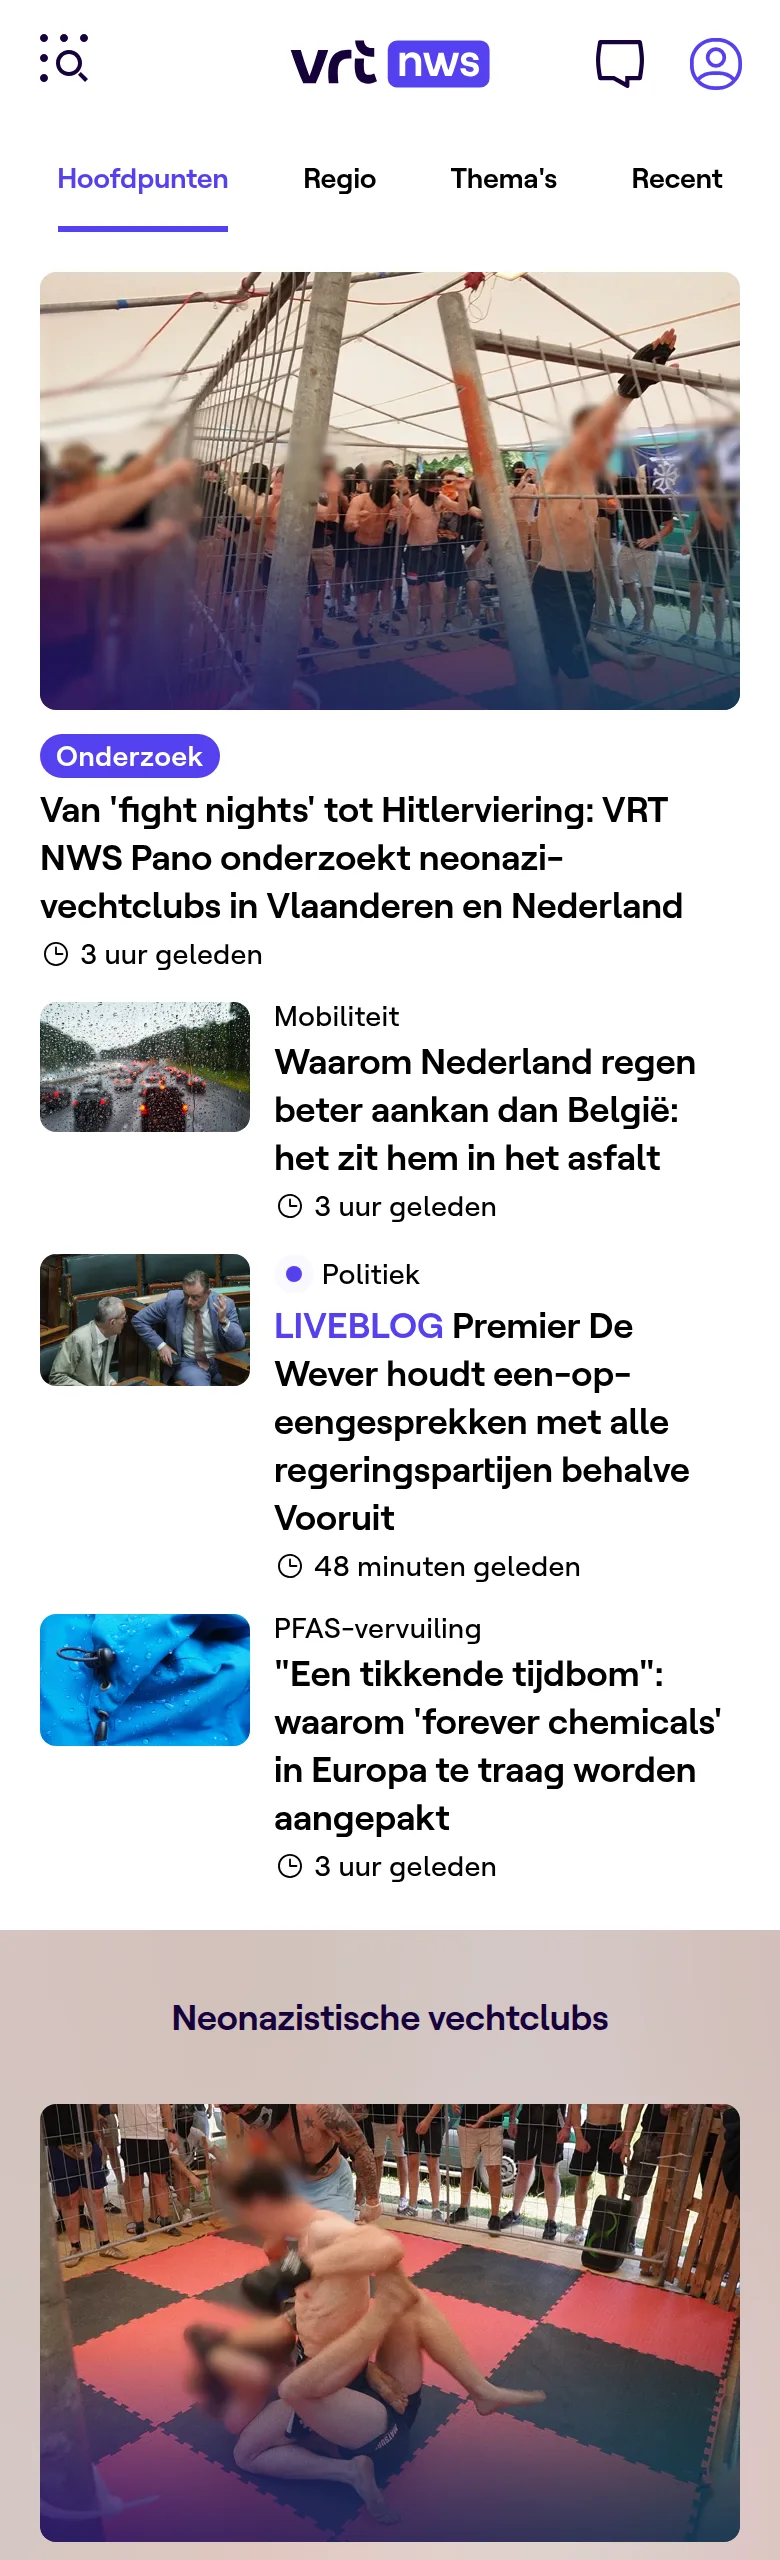 vrt nws
Hoofdpunten Regio Thema's Recent
Onderzoek
Van 'fight nights' tot Hitlerviering: VRT
NWS Pano onderzoekt neonazi-
vechtclubs in Vlaanderen en Nederland
3 uur geleden
Mobiliteit
Waarom Nederland regen
beter aankan dan België:
het zit hem in het asfalt
3 uur geleden
Politiek
LIVEBLOG Premier De
Wever houdt een-op-
eengesprekken met alle
regeringspartijen behalve
Vooruit
48 minuten geleden
PFAS-vervuiling
"Een tikkende tijdbom":
waarom 'forever chemicals'
in Europa te traag worden
aangepakt
3 uur geleden
Neonazistische vechtclubs